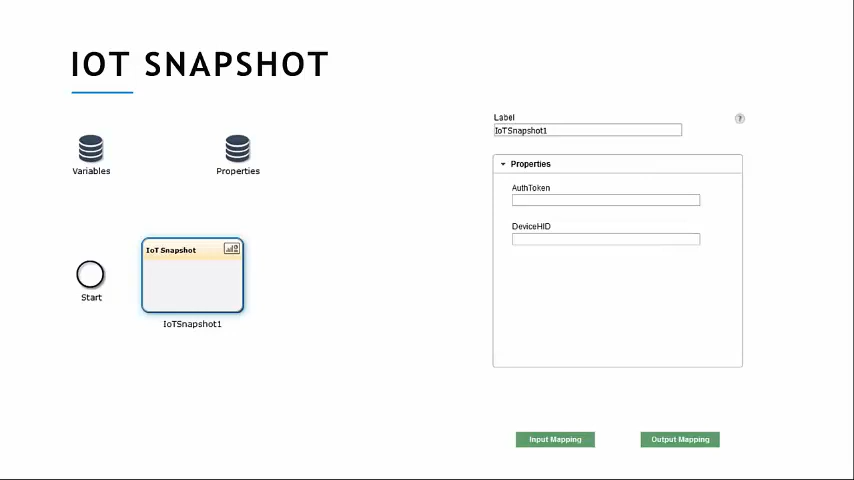 IOT SNAPSHOT
Variables
Properties
IoT Snapshot
Start
IoTSnapshot1
Label
?
IoTSnapshot1
Properties
AuthToken
DeviceHID
Input Mapping
Output Mapping